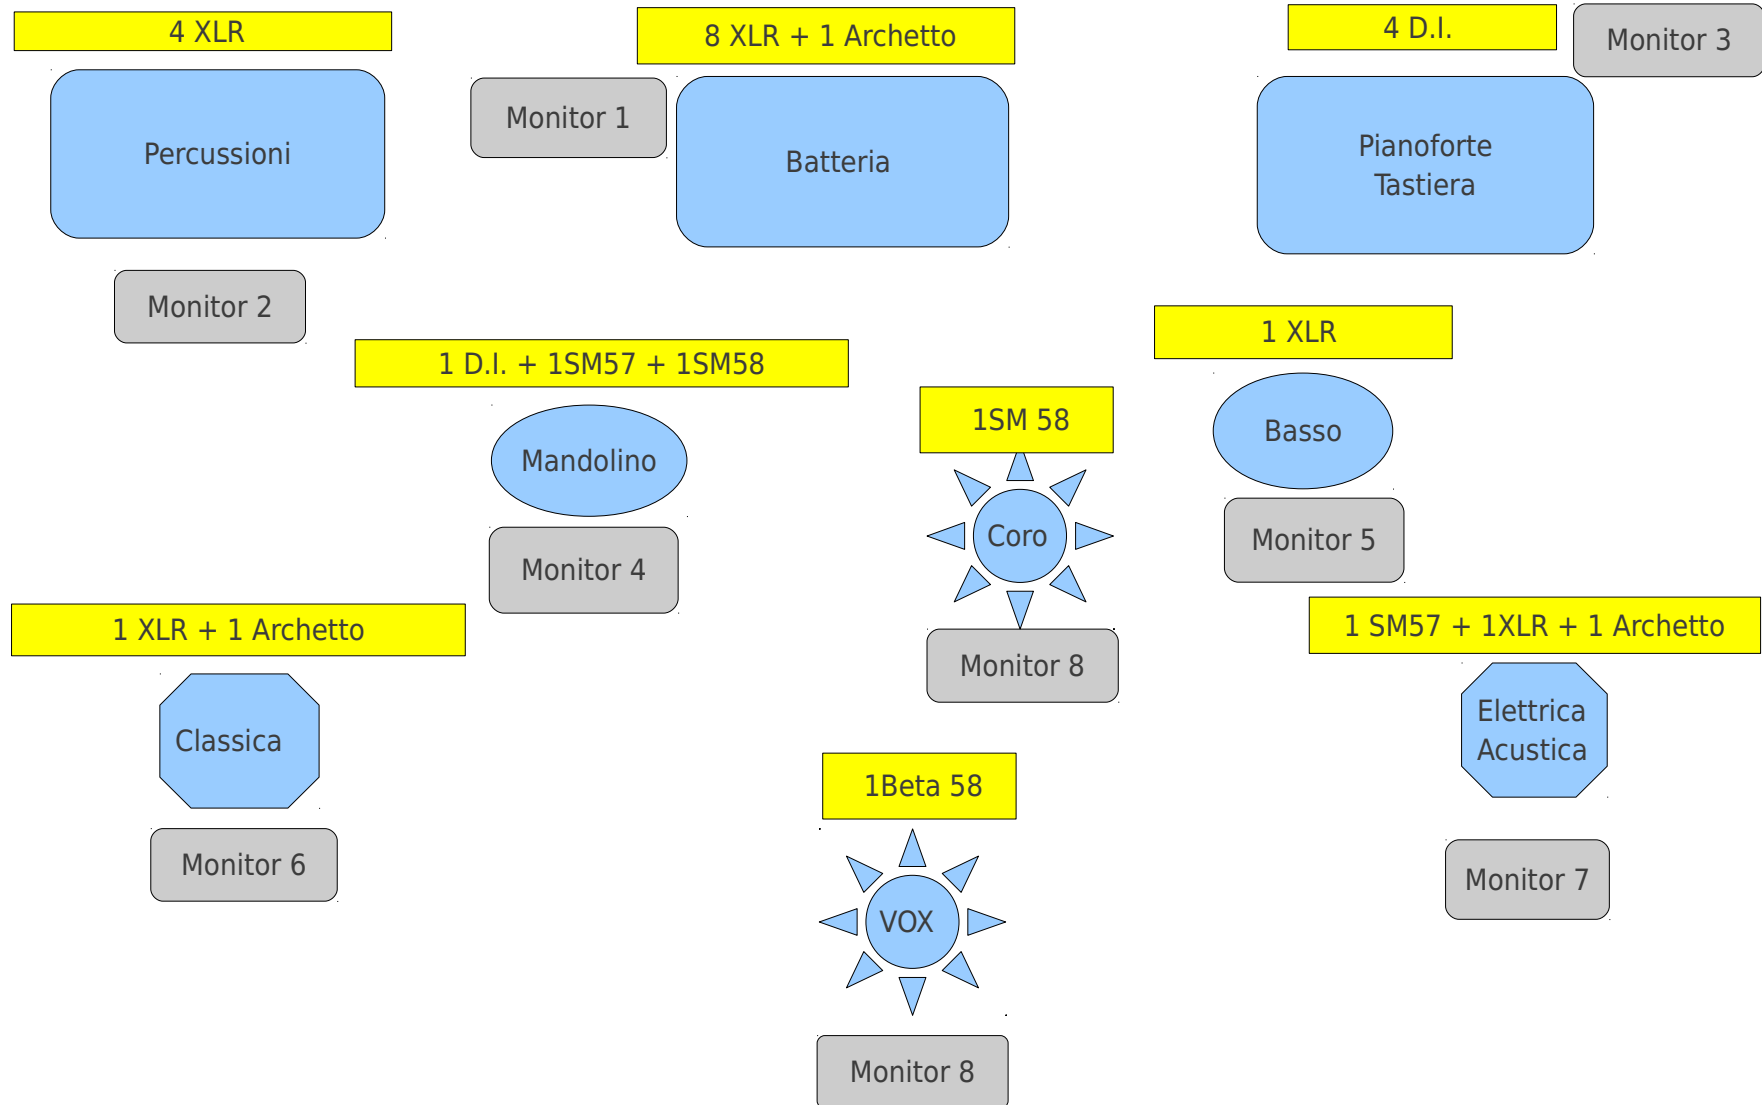 4 XLR
8 XLR + 1 Archetto
4 D.I.
Monitor 3
Percussioni
Monitor 1
Batteria
Pianoforte
Tastiera
Monitor 2
1 D.I. + 1SM57 + 1SM58
1 XLR
1SM 58
Mandolino
Basso
Coro
Monitor 4
Monitor 5
1 XLR + 1 Archetto
1 SM57 + 1XLR + 1 Archetto
Monitor 8
Classica
Elettrica
Acustica
1Beta 58
Monitor 6
Monitor 7
VOX
Monitor 8